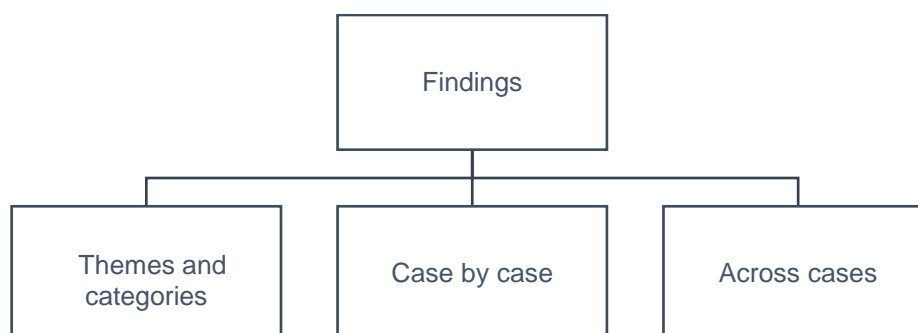 Findings
Themes and
categories
Case by case
Across cases